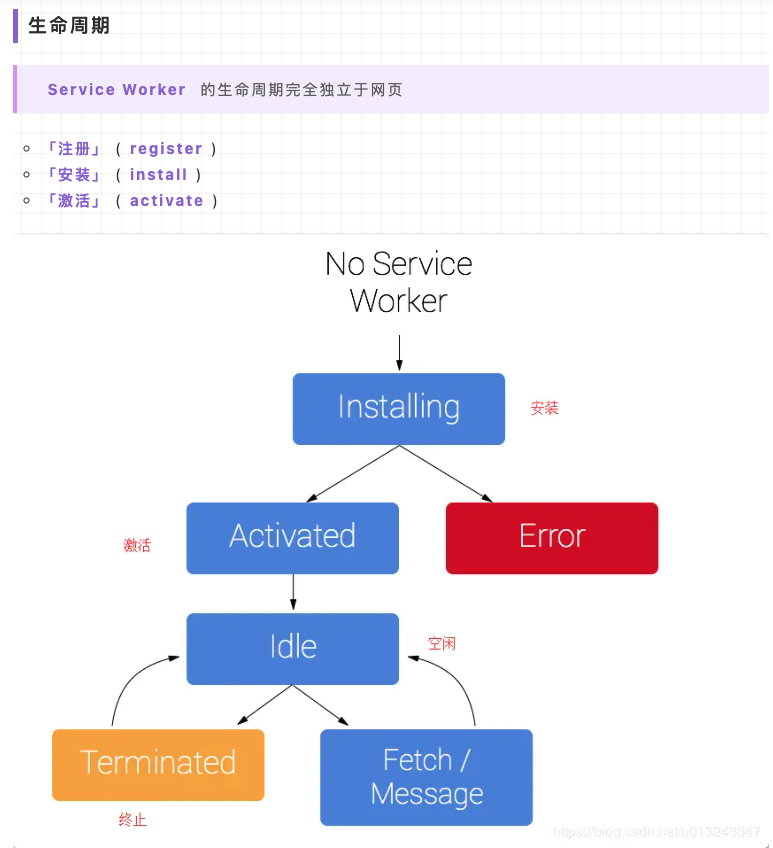 生命周期
Service Worker 的生命周期完全独立于网页
「注册」 ( register )
「安装」 ( install )
「激活」 ( activate )
No Service
Worker
Installing
安装
Activated
激活
Error
Idle
空闲
Terminated
终止
Fetch /
Message
https://blog.csdn.net/u013243347